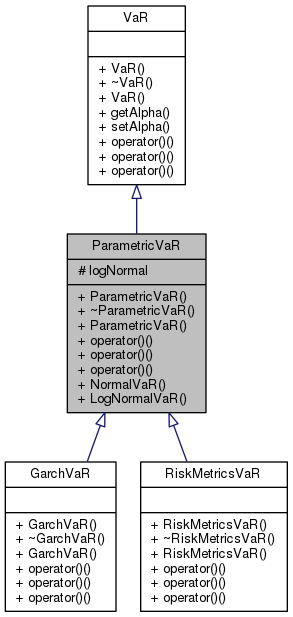 VaR
+ VaR()
+ ~VaR()
+ VaR()
+ getAlpha()
+ setAlpha()
+ operator()()
+ operator()()
+ operator()()
ParametricVaR
# logNormal
+ ParametricVaR()
+ ~ParametricVaR()
+ ParametricVaR()
+ operator()()
+ operator()()
+ operator()()
+ NormalVaR()
+ LogNormalVaR()
GarchVaR
+ GarchVaR()
+ ~GarchVaR()
+ GarchVaR()
+ operator()()
+ operator()()
+ operator()()
RiskMetricsVaR
+ RiskMetricsVaR()
+ ~RiskMetricsVaR()
+ RiskMetricsVaR()
+ operator()()
+ operator()()
+ operator()()